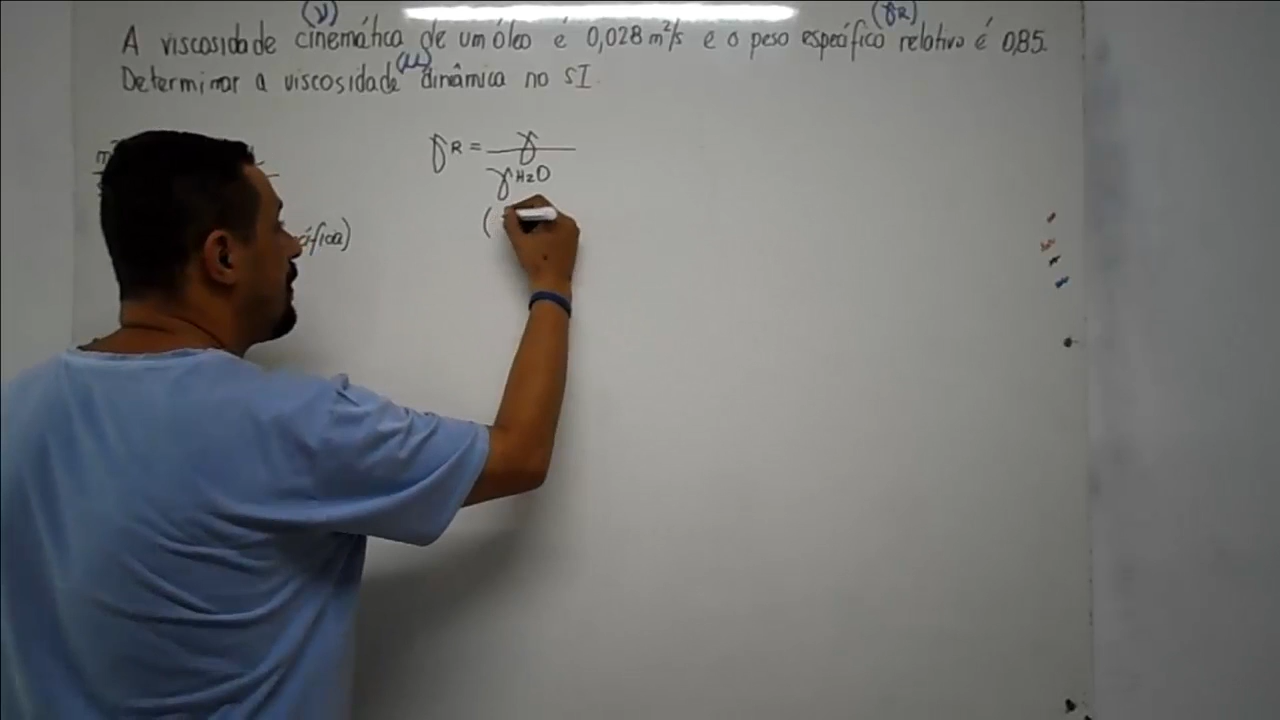 (ν) (γR)
A viscosidade cinemática de um óleo é 0,028 m²/s e o peso específico relativo é 0,85.
(μ)
Determinar a viscosidade dinâmica no SI
γR = γ
γH2O
(